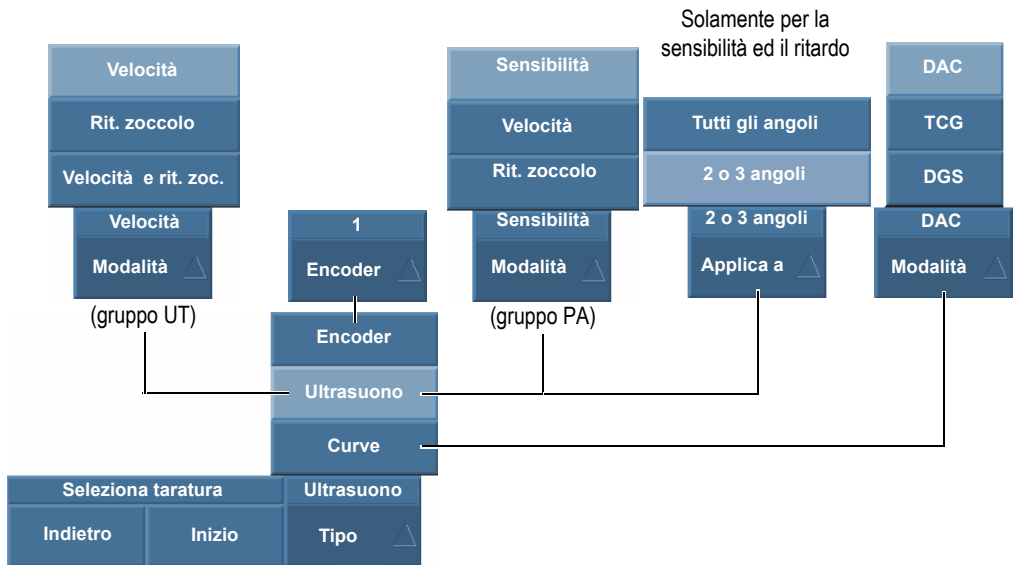 Solamente per la
sensibilità ed il ritardo
Velocità
Rit. zoccolo
Velocità e rit. zoc.
Velocità
Modalità
(gruppo UT)
1
Encoder
Sensibilità
Velocità
Rit. zoccolo
Sensibilità
Modalità
(gruppo PA)
Tutti gli angoli
2 o 3 angoli
2 o 3 angoli
Applica a
DAC
TCG
DGS
DAC
Modalità
Encoder
Ultrasuono
Curve
Seleziona taratura
Indietro
Inizio
Ultrasuono
Tipo